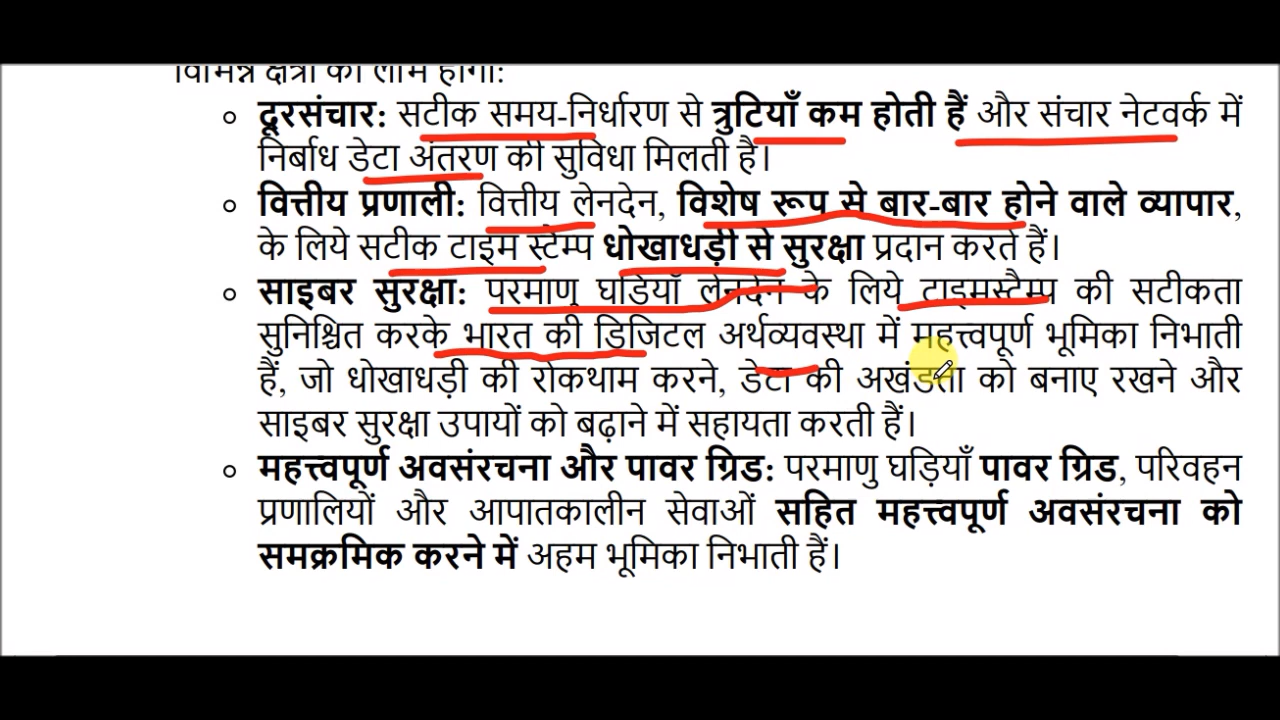 विभिन्न क्षेत्रों को लाभ होगा:
दूरसंचार: सटीक समय-निर्धारण से त्रुटियाँ कम होती हैं और संचार नेटवर्क में
निर्बाध डेटा अंतरण की सुविधा मिलती है।
वित्तीय प्रणाली: वित्तीय लेनदेन, विशेष रूप से बार-बार होने वाले व्यापार,
के लिये सटीक टाइम स्टेम्प धोखाधड़ी से सुरक्षा प्रदान करते हैं।
साइबर सुरक्षा: परमाणु घड़ियाँ लेनदेन के लिये टाइमस्टैम्प की सटीकता
सुनिश्चित करके भारत की डिजिटल अर्थव्यवस्था में महत्त्वपूर्ण भूमिका निभाती
हैं, जो धोखाधड़ी की रोकथाम करने, डेटा की अखंडता को बनाए रखने और
साइबर सुरक्षा उपायों को बढ़ाने में सहायता करती हैं।
महत्त्वपूर्ण अवसंरचना और पावर ग्रिड: परमाणु घड़ियाँ पावर ग्रिड, परिवहन
प्रणालियों और आपातकालीन सेवाओं सहित महत्त्वपूर्ण अवसंरचना को
समक्रमिक करने में अहम भूमिका निभाती हैं।